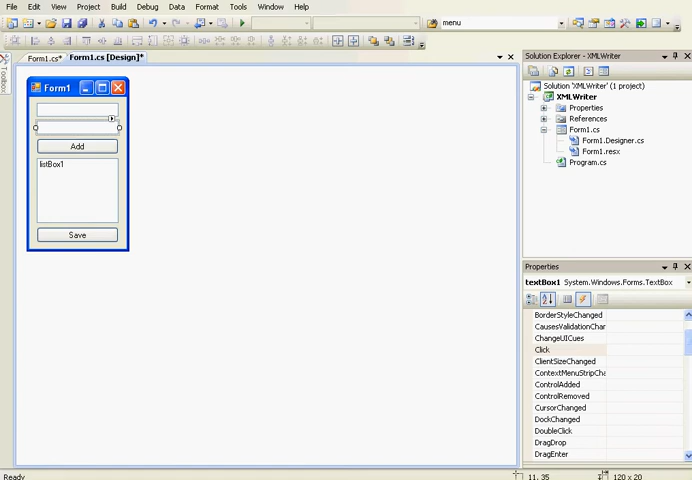 File Edit View Project Build Debug Data Format Tools Window Help
menu
Toolbox
Form1.cs* Form1.cs [Design]*
Form1
Add
listBox1
Save
Solution Explorer - XMLWriter
Solution 'XMLWriter' (1 project)
XMLWriter
Properties
References
Form1.cs
Form1.Designer.cs
Form1.resx
Program.cs
Properties
textBox1 System.Windows.Forms.TextBox
BorderStyleChanged
CausesValidationChar
ChangeUICues
Click
ClientSizeChanged
ContextMenuStripCha
ControlAdded
ControlRemoved
CursorChanged
DockChanged
DoubleClick
DragDrop
DragEnter
Ready
11, 35
120 x 20